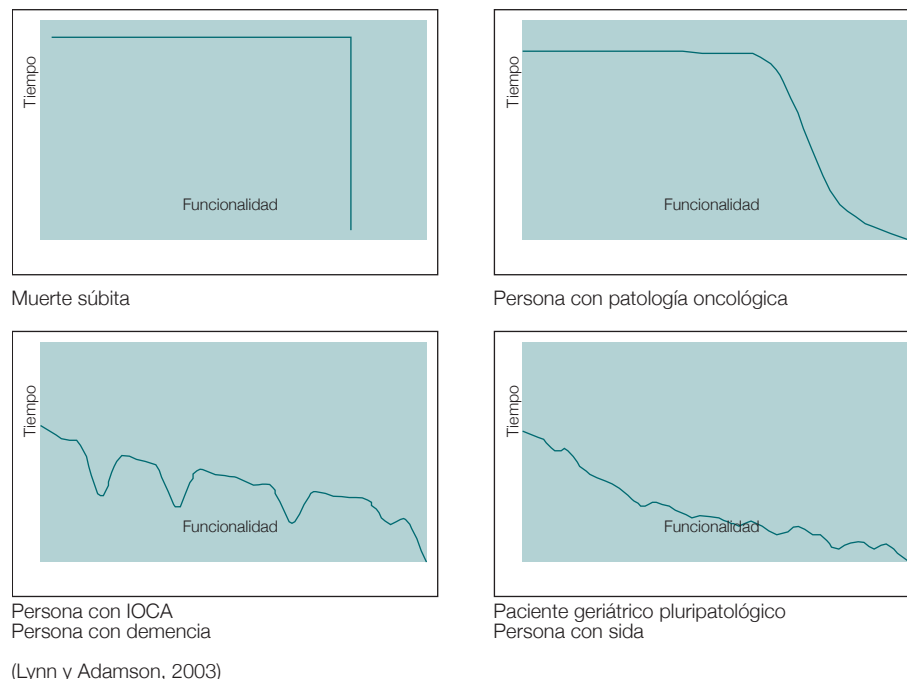 Tiempo
Funcionalidad
Muerte súbita
Tiempo
Funcionalidad
Persona con patología oncológica
Tiempo
Funcionalidad
Persona con IOCA
Persona con demencia
Tiempo
Funcionalidad
Paciente geriátrico pluripatológico
Persona con sida
(Lynn y Adamson, 2003)